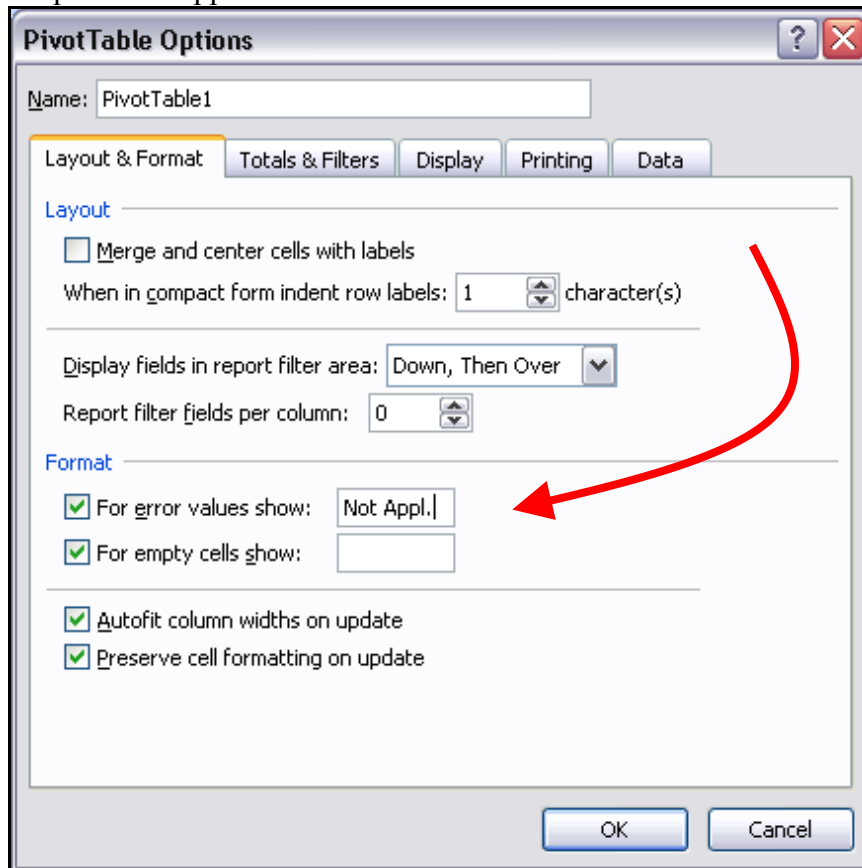 PivotTable Options
?
Name: PivotTable1
Layout & Format Totals & Filters Display Printing Data
Layout
Merge and center cells with labels
When in compact form indent row labels: 1 character(s)
Display fields in report filter area: Down, Then Over
Report filter fields per column: 0
Format
For error values show: Not Appl.
For empty cells show:
Autofit column widths on update
Preserve cell formatting on update
OK Cancel